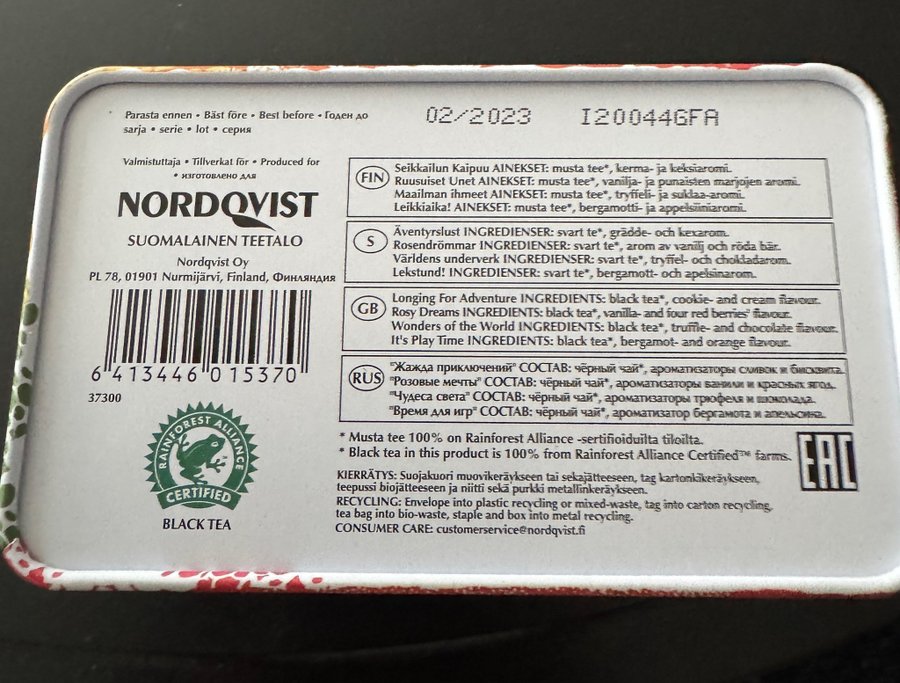 Parasta ennen • Bäst före • Best before • Годен до
sarja • serie • lot • серия
02/2023 I20044GFA
Valmistuttaja • Tillverkat för • Produced for
• изготовлено для
NORDQVIST
SUOMALAINEN TEETALO
Nordqvist Oy
PL 78, 01901 Nurmijärvi, Finland, Финляндия
6 413446 015370
37300
RAINFOREST ALLIANCE
CERTIFIED
BLACK TEA
FIN
Seikkailun Kaipuu AINEKSET: musta tee*, kerma- ja keksiaromi.
Ruusuiset Unet AINEKSET: musta tee*, vanilja- ja punaisten marjojen aromi.
Maailman ihmeet AINEKSET: musta tee*, tryffeli- ja suklaa-aromi.
Leikkiaika! AINEKSET: musta tee*, bergamotti- ja appelsiiniaromi.
S
Äventyrslust INGREDIENSER: svart te*, grädde- och kexarom.
Rosendrömmar INGREDIENSER: svart te*, arom av vanilj och röda bär.
Världens underverk INGREDIENSER: svart te*, tryffel- och chokladarom.
Lekstund! INGREDIENSER: svart te*, bergamott- och apelsinarom.
GB
Longing For Adventure INGREDIENTS: black tea*, cookie- and cream flavour.
Rosy Dreams INGREDIENTS: black tea*, vanilla- and four red berries' flavour.
Wonders of the World INGREDIENTS: black tea*, truffle- and chocolate flavour.
It's Play Time INGREDIENTS: black tea*, bergamot- and orange flavour.
RUS
"Жажда приключений" СОСТАВ: чёрный чай*, ароматизаторы сливок и бисквита.
"Розовые мечты" СОСТАВ: чёрный чай*, ароматизаторы ванили и красных ягод.
"Чудеса света" СОСТАВ: чёрный чай*, ароматизаторы трюфеля и шоколада.
"Время для игр" СОСТАВ: чёрный чай*, ароматизатор бергамота и апельсина.
* Musta tee 100% on Rainforest Alliance -sertifioiduilta tiloilta.
* Black tea in this product is 100% from Rainforest Alliance Certified™ farms.
EAC
KIERRÄTYS: Suojakuori muovikeräykseen tai sekajätteeseen, tag kartonkikeräykseen,
teepussi biojätteeseen ja niitti sekä purkki metallinkeräykseen.
RECYCLING: Envelope into plastic recycling or mixed-waste, tag into carton recycling,
tea bag into bio-waste, staple and box into metal recycling.
CONSUMER CARE: customerservice@nordqvist.fi